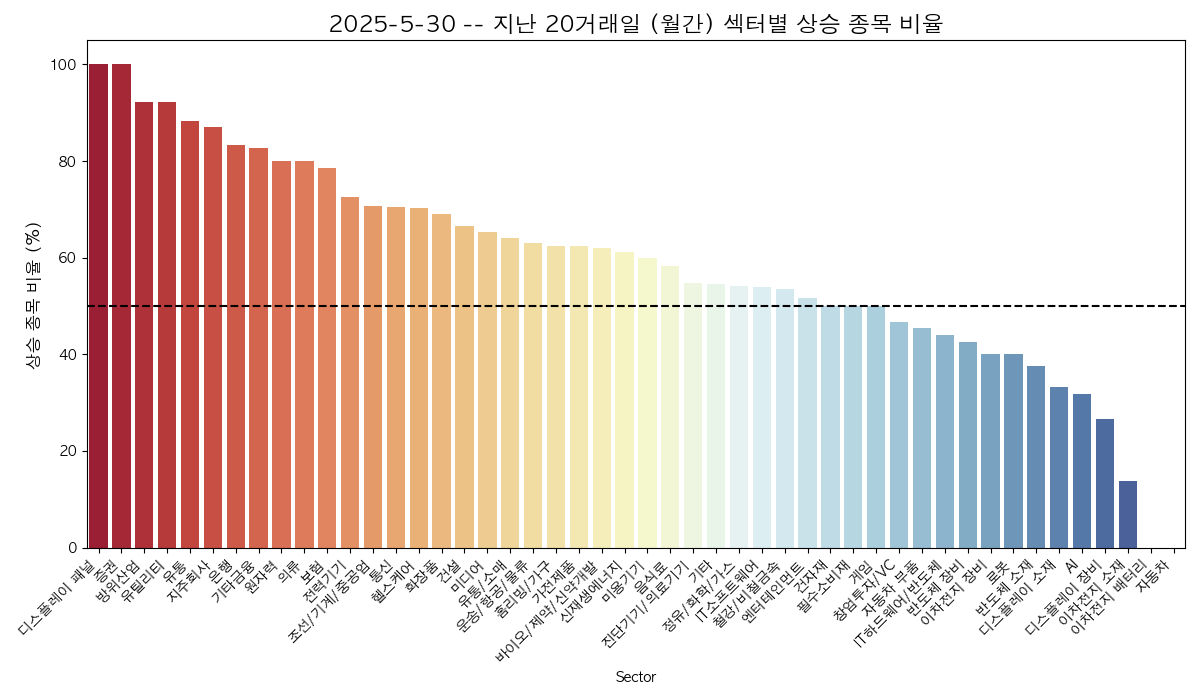 2025-5-30 -- 지난 20거래일 (월간) 섹터별 상승 종목 비율
상승 종목 비율 (%)
100
80
60
40
20
0
디스플레이 패널
증권
방위산업
유틸리티
유통
지주회사
은행
기타금융
원자력
의류
보험
전력기기
조선/기계/중공업
통신
헬스케어
화장품
건설
미디어
유통/소매
운송/항공/물류
홈리빙/가구
가전제품
바이오/제약/신약개발
신재생에너지
미용기기
음식료
진단기기/의료기기
기타
정유/화학/가스
IT소프트웨어
철강/비철금속
엔터테인먼트
건자재
필수소비재
게임
창업투자/VC
자동차 부품
IT하드웨어/반도체
반도체 장비
이차전지 장비
로봇
반도체 소재
디스플레이 소재
AI
디스플레이 장비
이차전지 소재
이차전지 배터리
자동차
Sector